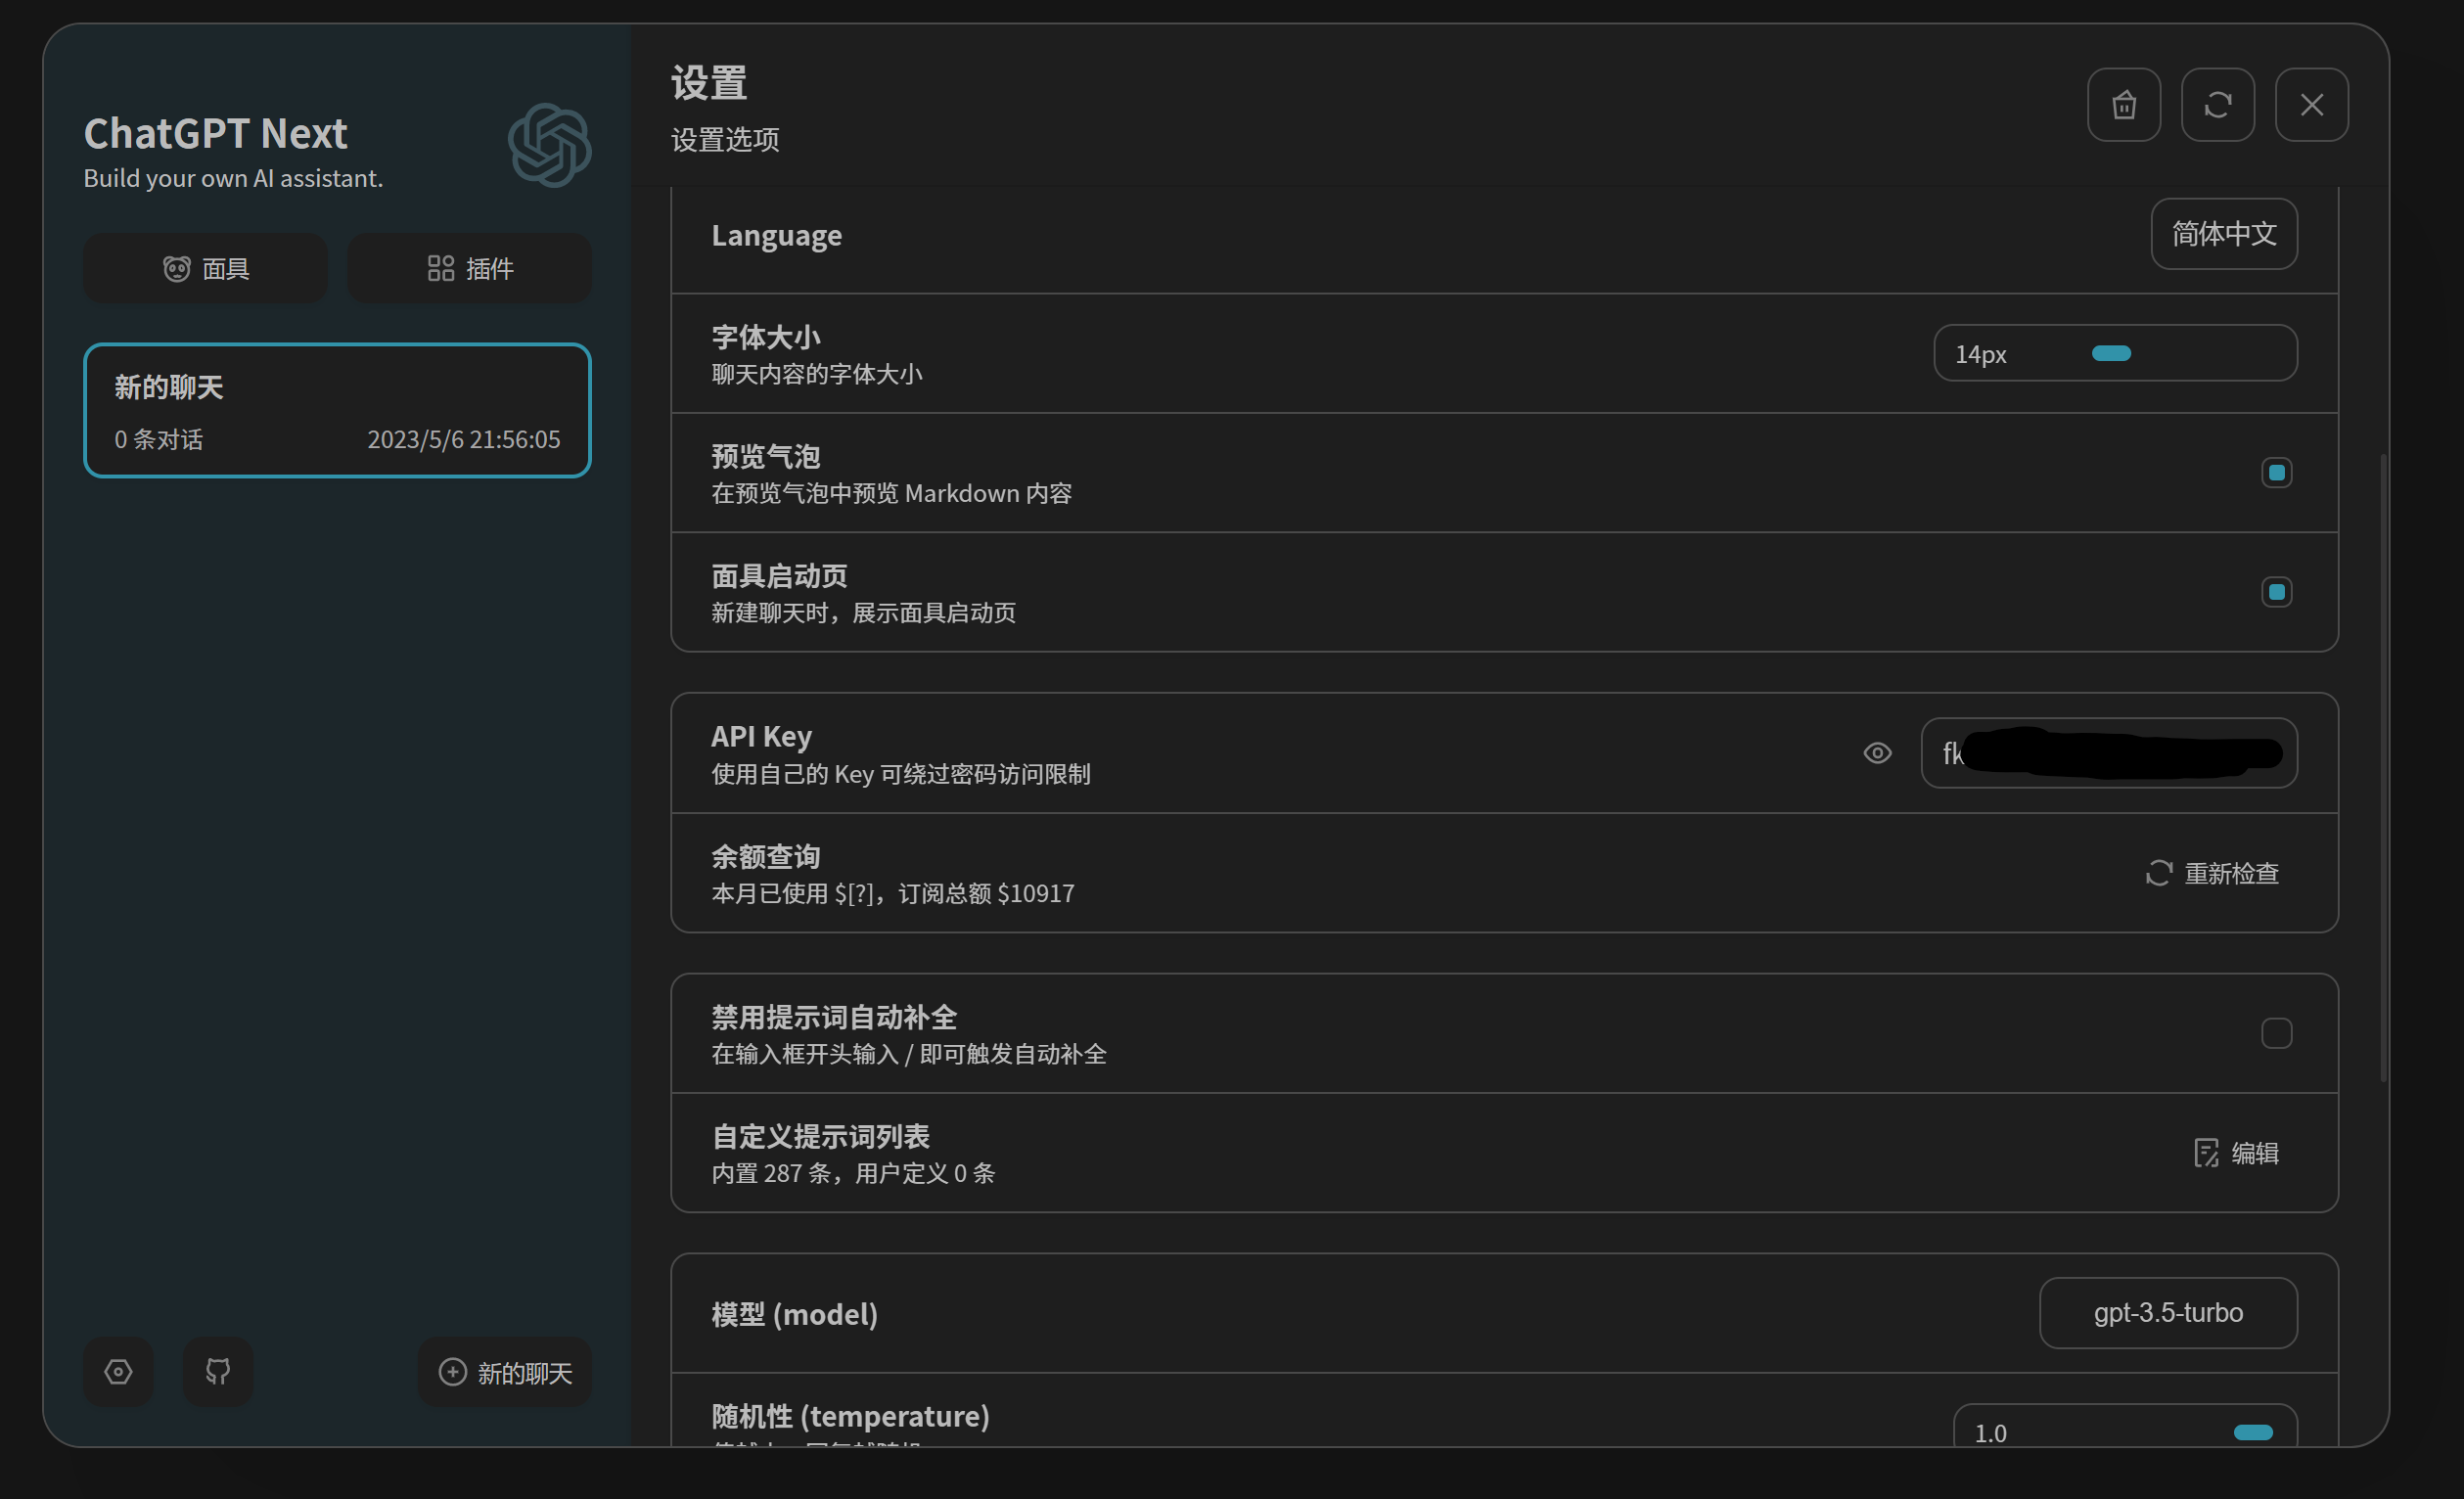 ChatGPT Next
Build your own AI assistant.
面具
插件
新的聊天
0 条对话
2023/5/6 21:56:05
新的聊天
设置
设置选项
Language
简体中文
字体大小
聊天内容的字体大小
14px
预览气泡
在预览气泡中预览 Markdown 内容
面具启动页
新建聊天时，展示面具启动页
API Key
使用自己的 Key 可绕过密码访问限制
fk
余额查询
本月已使用 $[?]，订阅总额 $10917
重新检查
禁用提示词自动补全
在输入框开头输入 / 即可触发自动补全
自定义提示词列表
内置 287 条，用户定义 0 条
编辑
模型 (model)
gpt-3.5-turbo
随机性 (temperature)
1.0